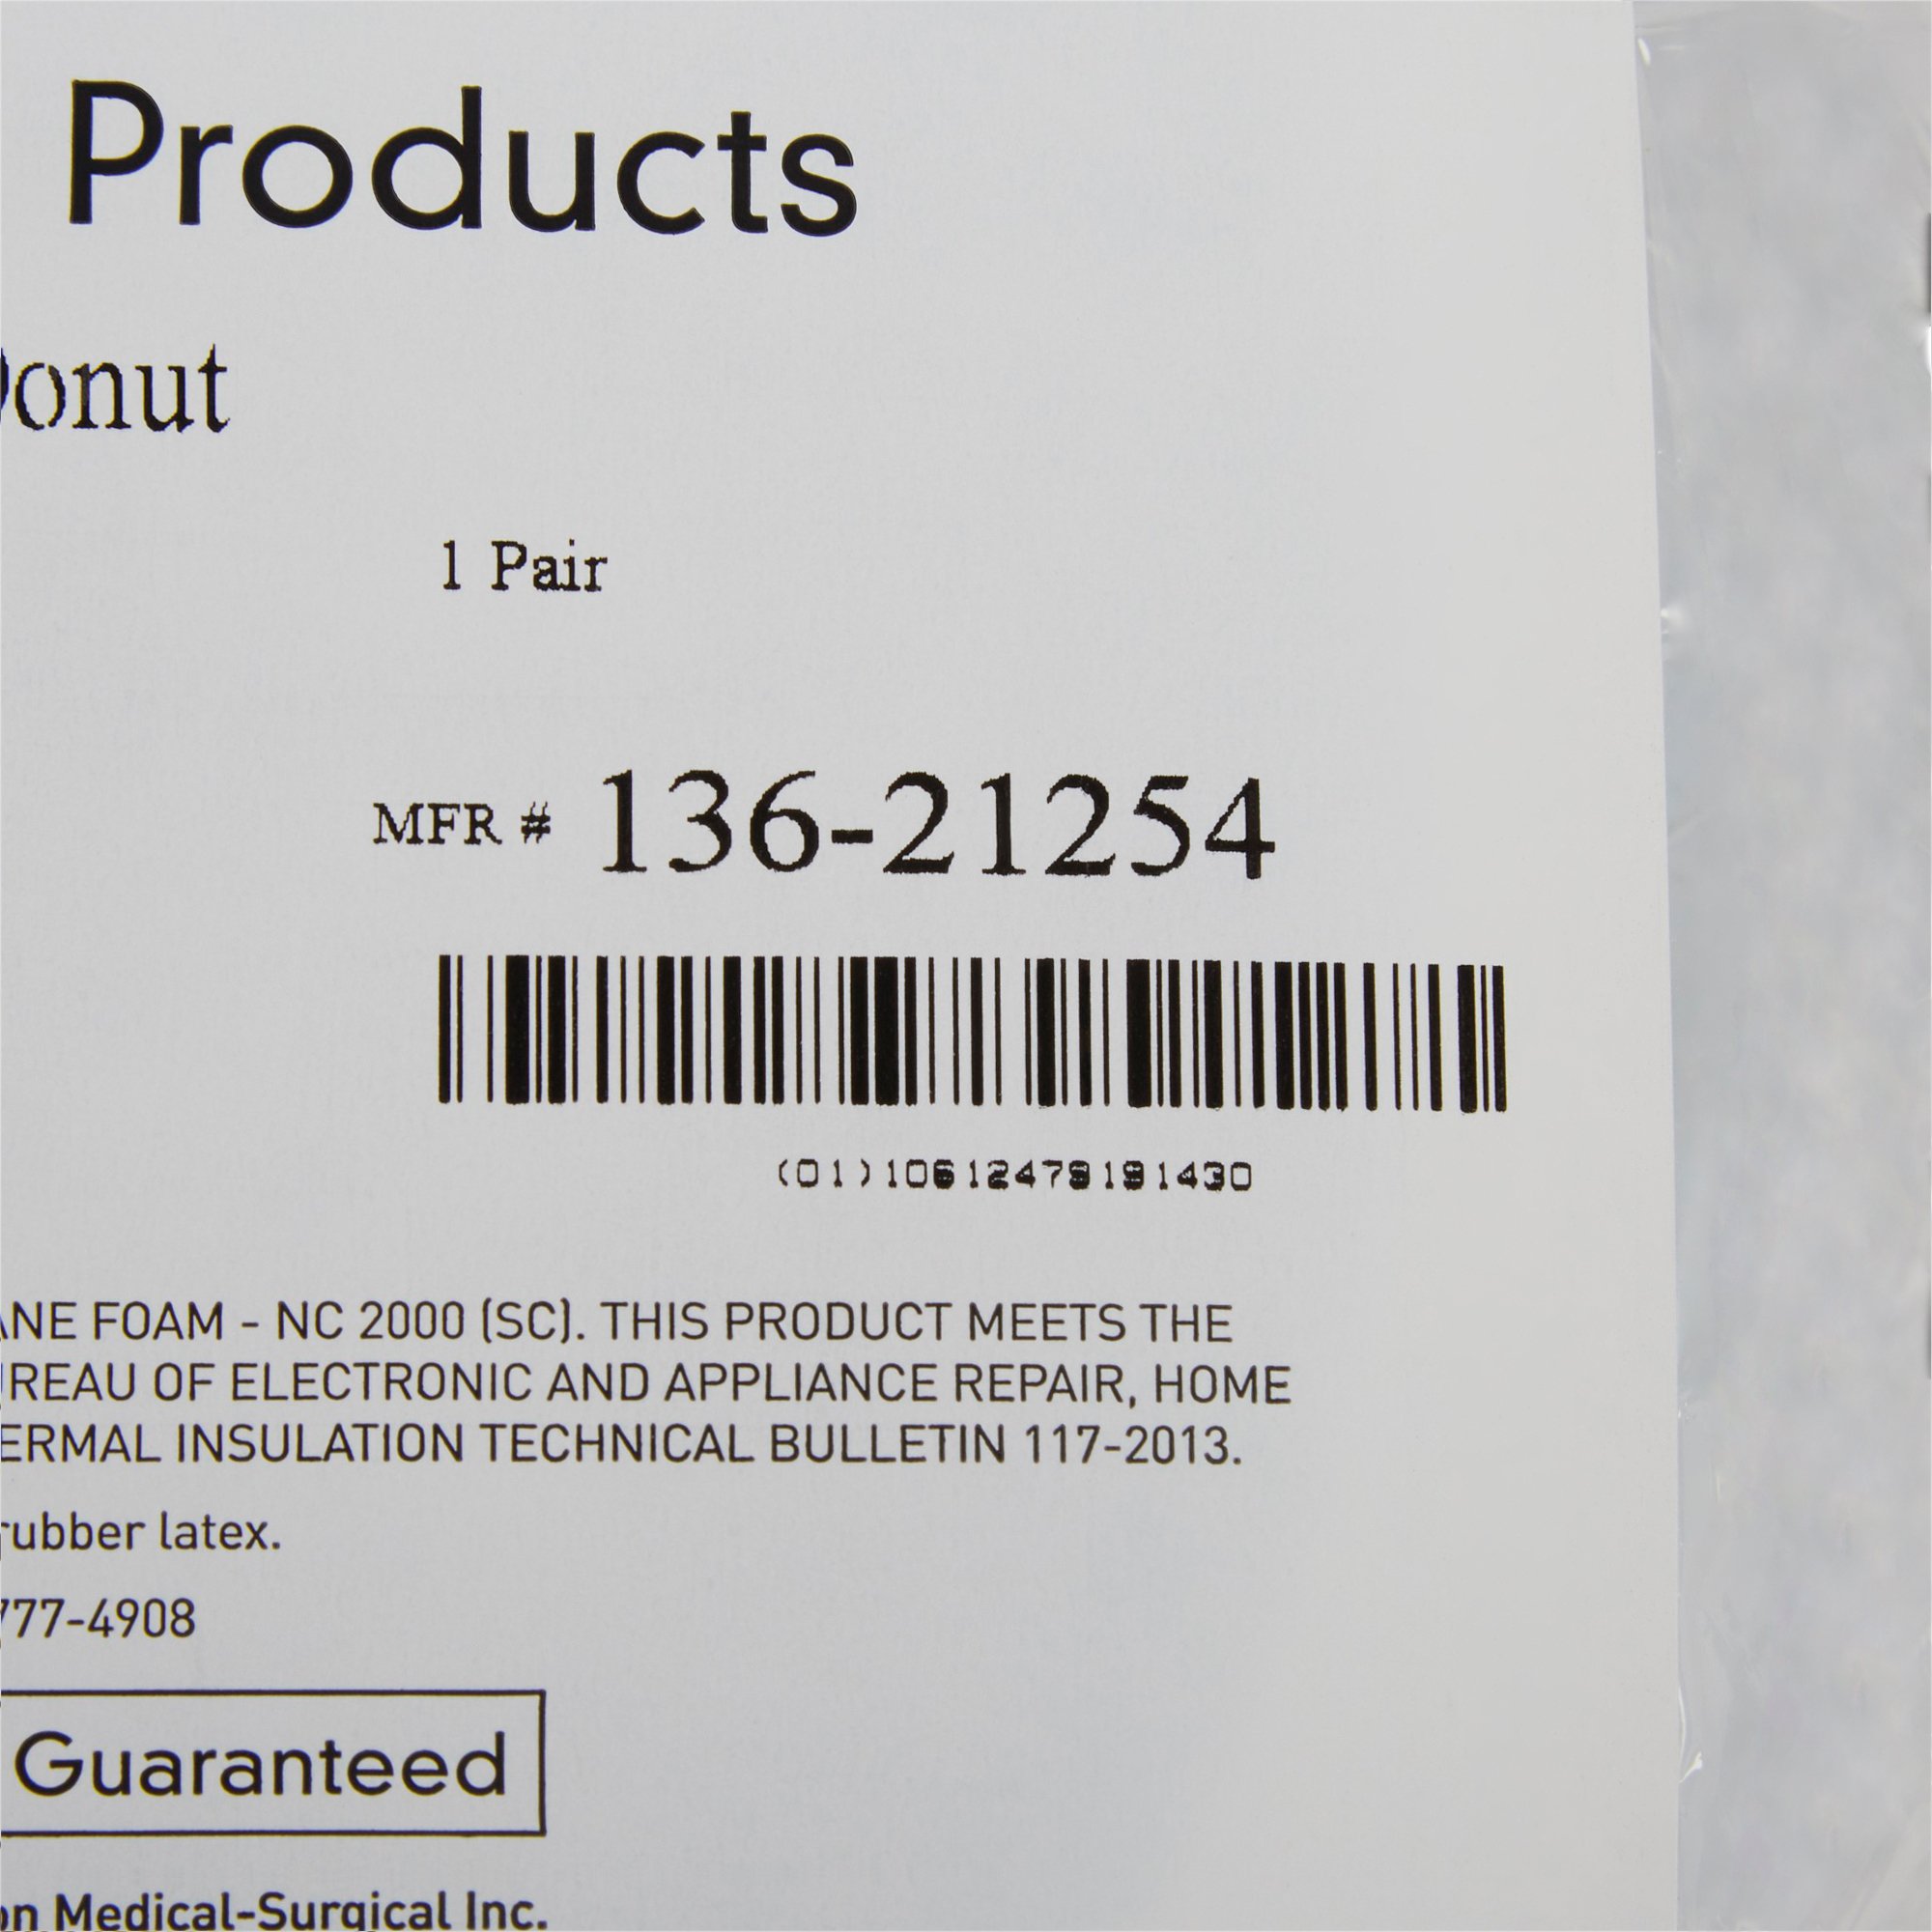 Products
Donut
1 Pair
MFR # 136-21254
(01)10612479191430
ANE FOAM - NC 2000 (SC). THIS PRODUCT MEETS THE
UREAU OF ELECTRONIC AND APPLIANCE REPAIR, HOME
ERMAL INSULATION TECHNICAL BULLETIN 117-2013.
rubber latex.
777-4908
Guaranteed
on Medical-Surgical Inc.